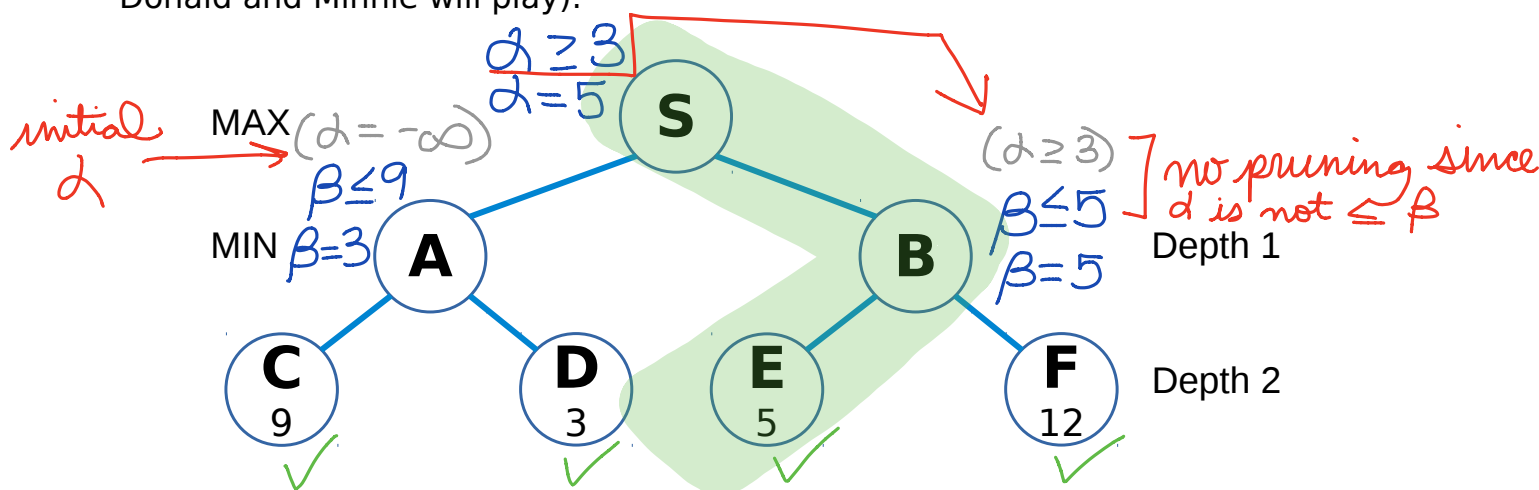 Donald and Minnie will play).
α ≥ 3
α = 5
S
initial
α
MAX
(α = -∞)
β ≤ 9
(α ≥ 3)
no pruning since
α is not ≤ β
MIN
β=3
A
B
β ≤ 5
β = 5
Depth 1
C
9
D
3
E
5
F
12
Depth 2